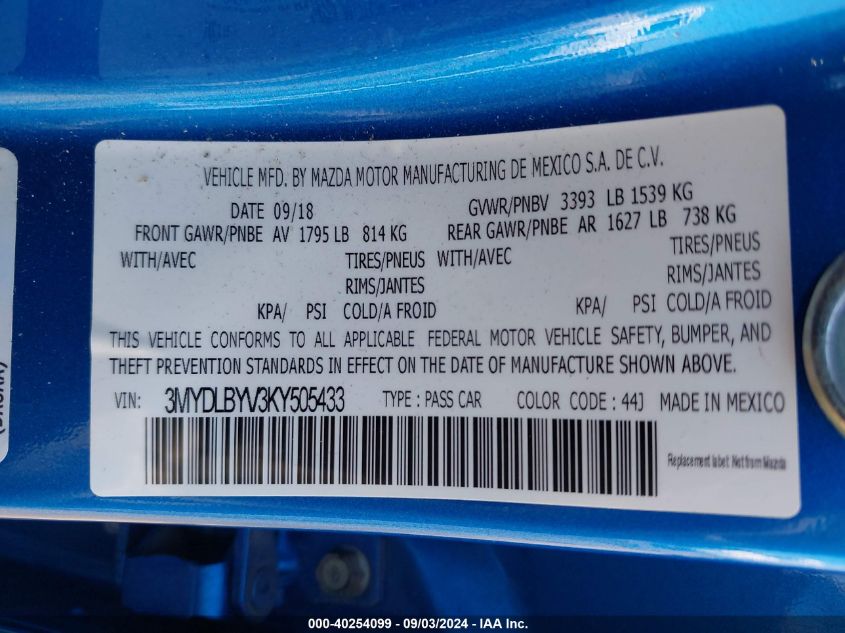 VEHICLE MFD. BY MAZDA MOTOR MANUFACTURING DE MEXICO S.A. DE C.V.
DATE 09/18 GVWR/PNBV 3393 LB 1539 KG
FRONT GAWR/PNBE AV 1795 LB 814 KG REAR GAWR/PNBE AR 1627 LB 738 KG
WITH/AVEC TIRES/PNEUS WITH/AVEC TIRES/PNEUS
RIMS/JANTES RIMS/JANTES
KPA/ PSI COLD/A FROID KPA/ PSI COLD/A FROID
THIS VEHICLE CONFORMS TO ALL APPLICABLE FEDERAL MOTOR VEHICLE SAFETY, BUMPER, AND
THEFT PREVENTION STANDARDS IN EFFECT ON THE DATE OF MANUFACTURE SHOWN ABOVE.
VIN: 3MYDLBYV3KY505433 TYPE : PASS CAR COLOR CODE : 44J MADE IN MEXICO
Replacement label: Not from Mazda
000-40254099 - 09/03/2024 - IAA Inc.